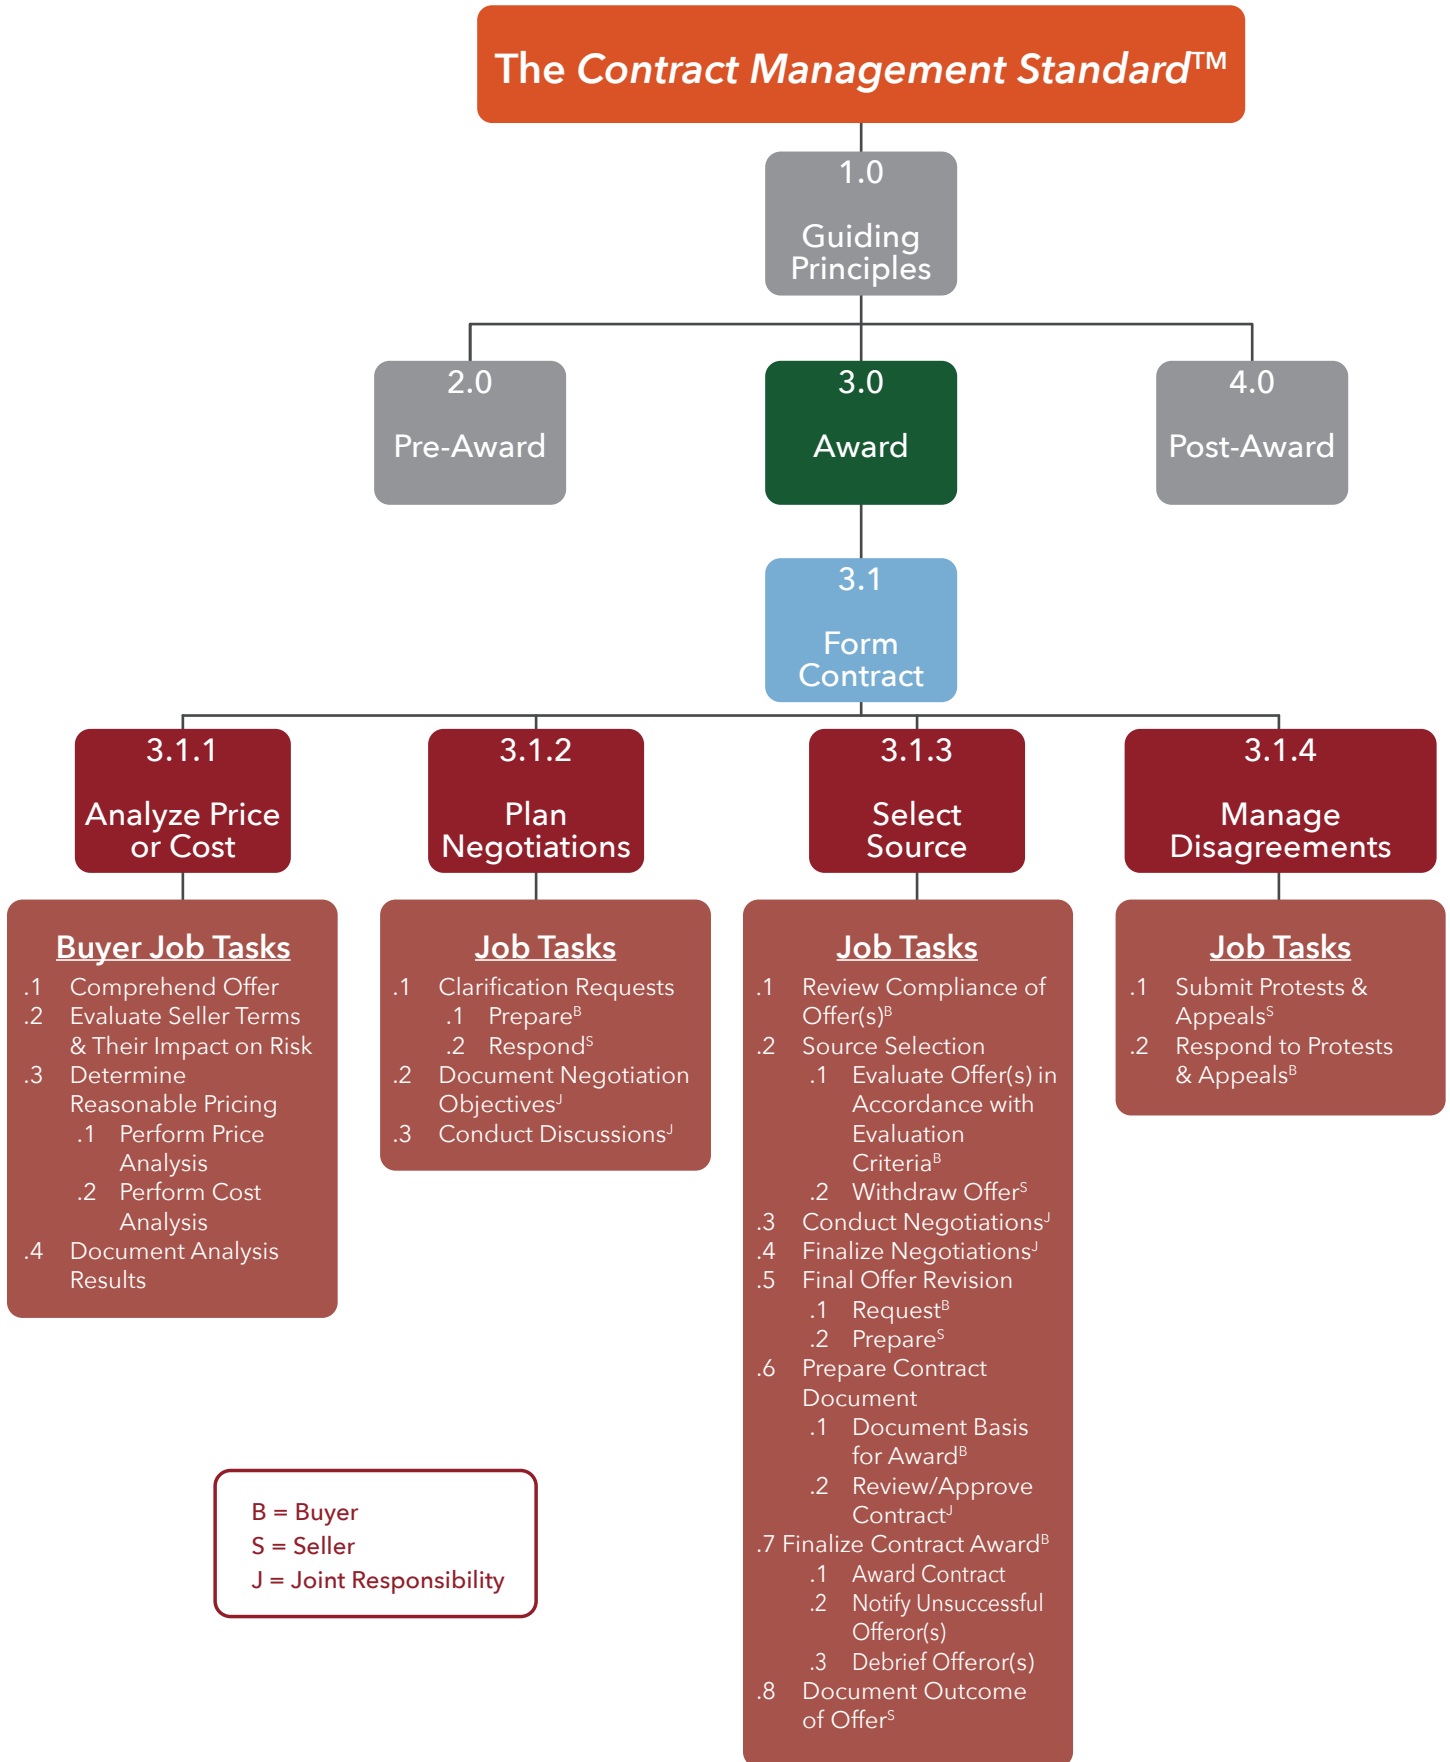 The Contract Management Standard™
1.0
Guiding
Principles
2.0
Pre-Award
3.0
Award
4.0
Post-Award
3.1
Form
Contract
3.1.1
Analyze Price
or Cost
3.1.2
Plan
Negotiations
3.1.3
Select
Source
3.1.4
Manage
Disagreements
Buyer Job Tasks
.1 Comprehend Offer
.2 Evaluate Seller Terms
& Their Impact on Risk
.3 Determine
Reasonable Pricing
.1 Perform Price
Analysis
.2 Perform Cost
Analysis
.4 Document Analysis
Results
Job Tasks
.1 Clarification Requests
.1 Prepareᴮ
.2 Respondˢ
.2 Document Negotiation
Objectivesᴶ
.3 Conduct Discussionsᴶ
Job Tasks
.1 Review Compliance of
Offer(s)ᴮ
.2 Source Selection
.1 Evaluate Offer(s) in
Accordance with
Evaluation
Criteriaᴮ
.2 Withdraw Offerˢ
.3 Conduct Negotiationsᴶ
.4 Finalize Negotiationsᴶ
.5 Final Offer Revision
.1 Requestᴮ
.2 Prepareˢ
.6 Prepare Contract
Document
.1 Document Basis
for Awardᴮ
.2 Review/Approve
Contractᴶ
.7 Finalize Contract Awardᴮ
.1 Award Contract
.2 Notify Unsuccessful
Offeror(s)
.3 Debrief Offeror(s)
.8 Document Outcome
of Offerˢ
Job Tasks
.1 Submit Protests &
Appealsˢ
.2 Respond to Protests
& Appealsᴮ
B = Buyer
S = Seller
J = Joint Responsibility